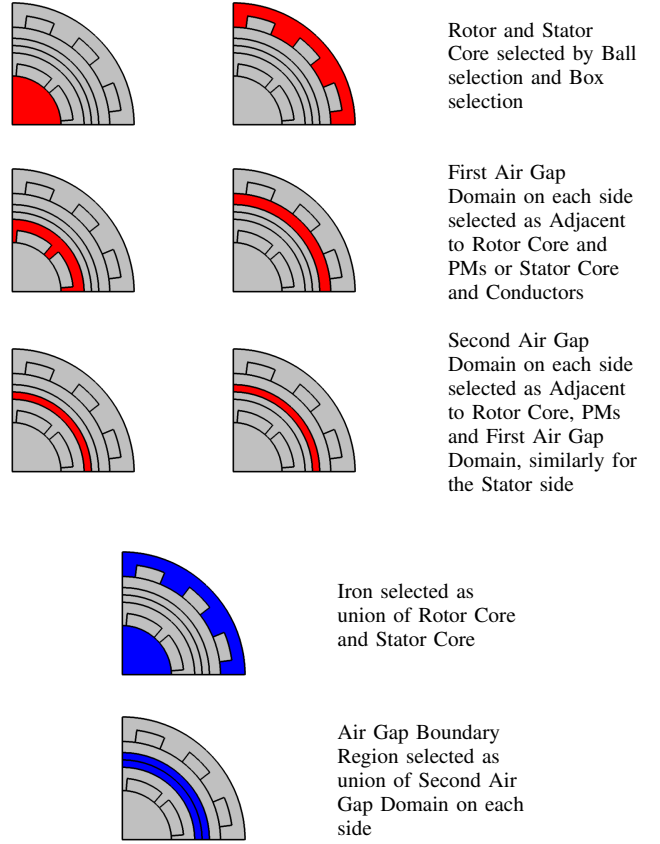 Rotor and Stator
Core selected by Ball
selection and Box
selection
First Air Gap
Domain on each side
selected as Adjacent
to Rotor Core and
PMs or Stator Core
and Conductors
Second Air Gap
Domain on each side
selected as Adjacent
to Rotor Core, PMs
and First Air Gap
Domain, similarly for
the Stator side
Iron selected as
union of Rotor Core
and Stator Core
Air Gap Boundary
Region selected as
union of Second Air
Gap Domain on each
side